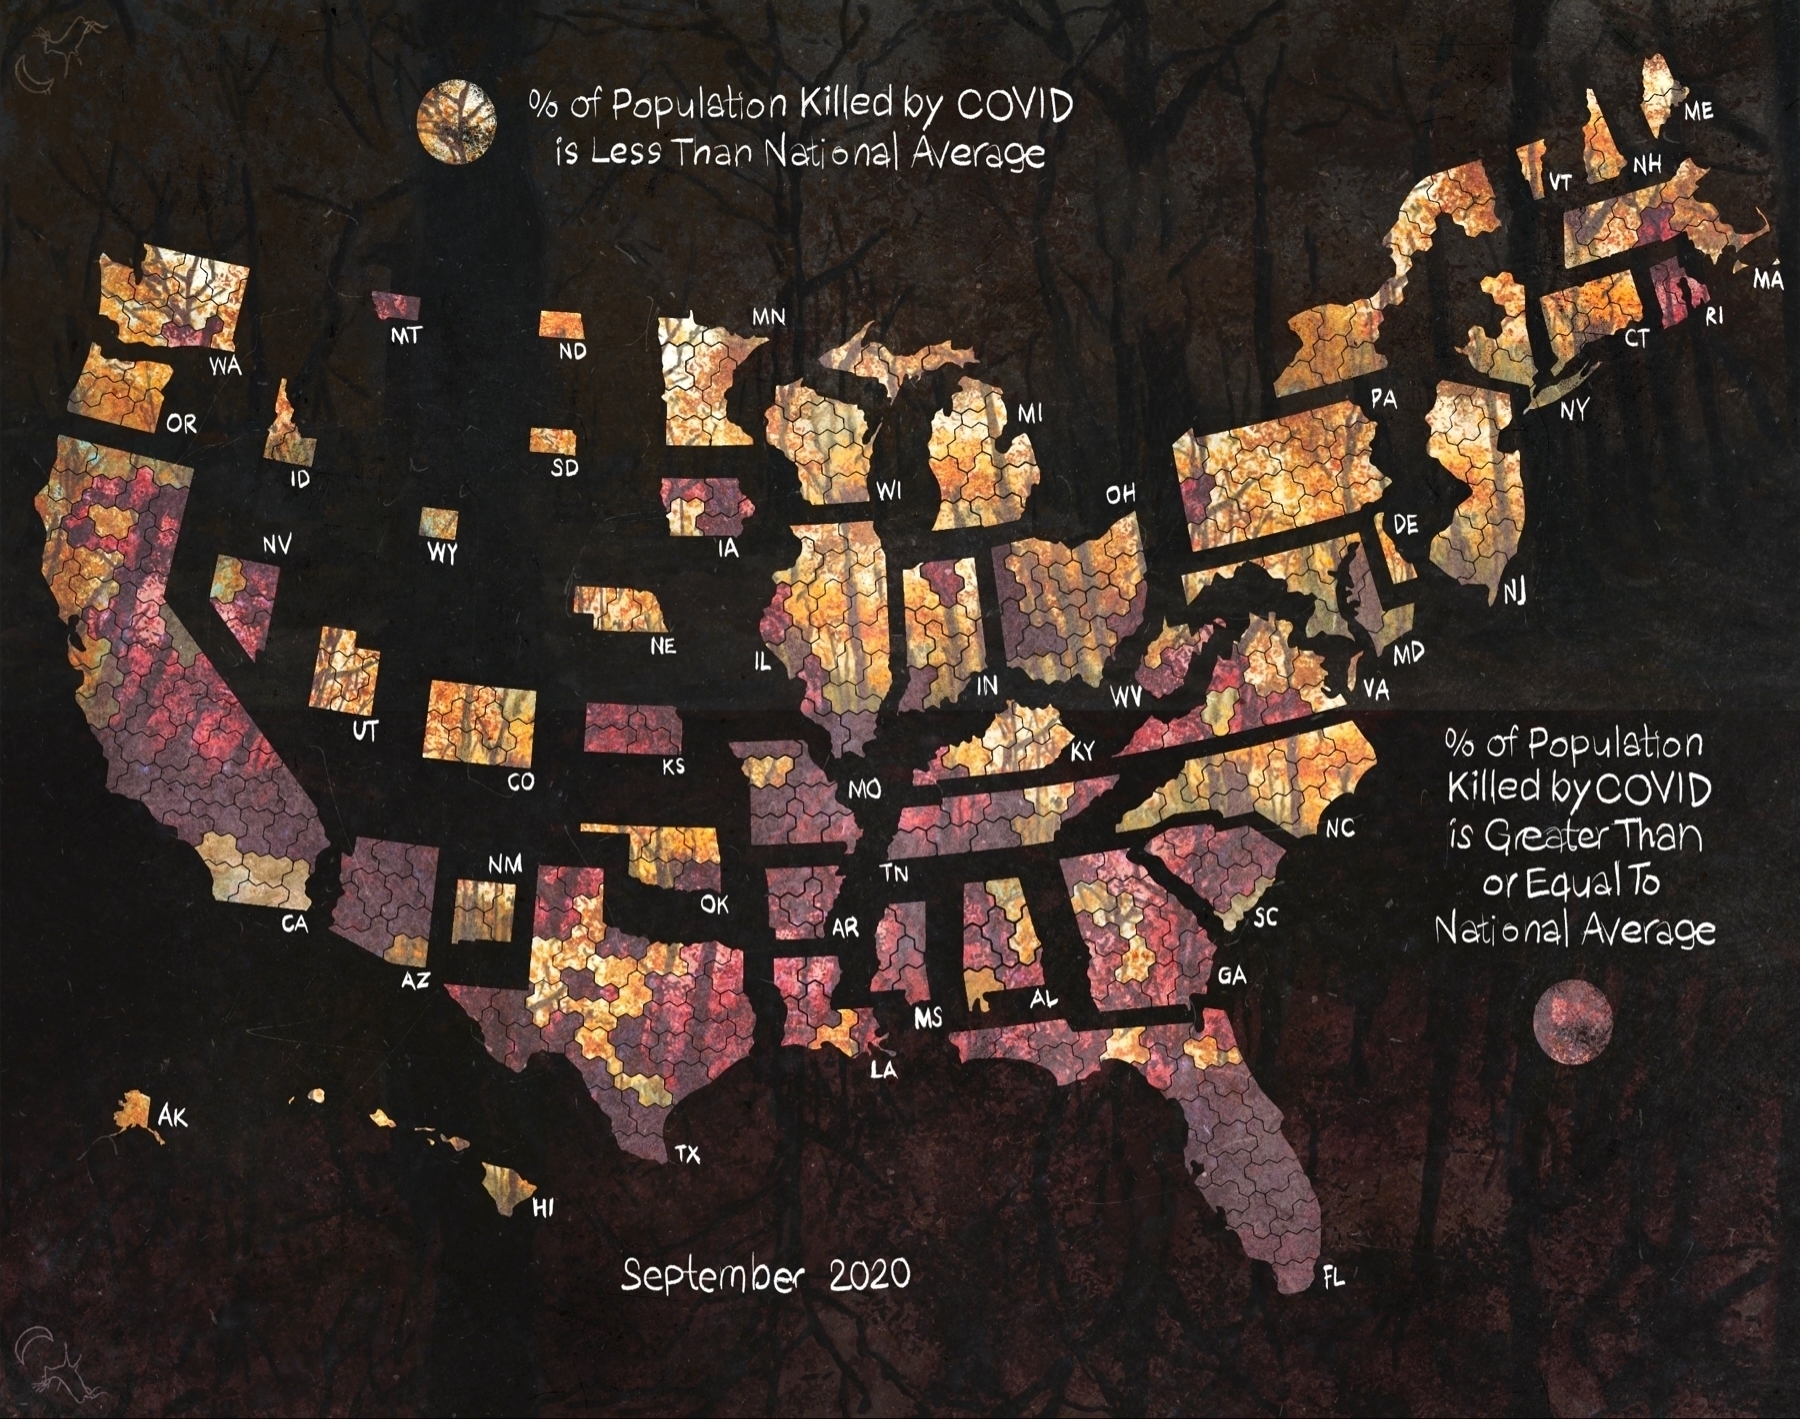 % of Population Killed by COVID
is Less Than National Average
ME
NH
VT
MA
RI
CT
NY
PA
NJ
DE
MD
WA
MT
ND
MN
OR
ID
SD
MI
WI
OH
NV
WY
IA
NE
IL
IN
WV
VA
UT
CO
KS
MO
KY
NC
TN
CA
AZ
NM
OK
AR
SC
GA
AL
MS
LA
TX
AK
HI
FL
% of Population
Killed by COVID
is Greater Than
or Equal To
National Average
September 2020